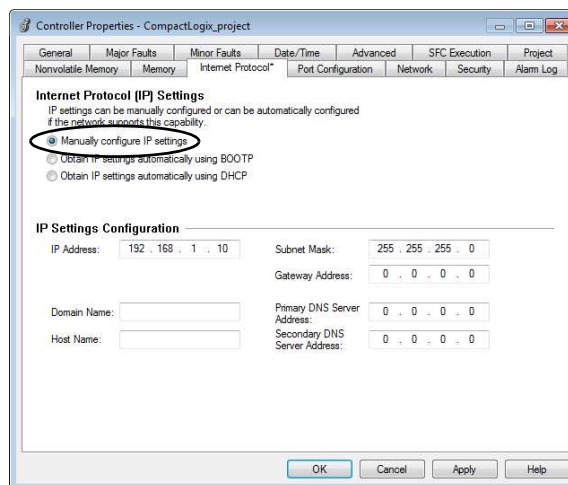 Controller Properties - CompactLogix_project
General Major Faults Minor Faults Date/Time Advanced SFC Execution Project
Nonvolatile Memory Memory Internet Protocol* Port Configuration Network Security Alarm Log
Internet Protocol (IP) Settings
IP settings can be manually configured or can be automatically configured
if the network supports this capability.
Manually configure IP settings
Obtain IP settings automatically using BOOTP
Obtain IP settings automatically using DHCP
IP Settings Configuration
IP Address: 192 . 168 . 1 . 10 Subnet Mask: 255 . 255 . 255 . 0
Gateway Address: 0 . 0 . 0 . 0
Domain Name: Primary DNS Server
Address: 0 . 0 . 0 . 0
Host Name: Secondary DNS
Server Address: 0 . 0 . 0 . 0
OK Cancel Apply Help